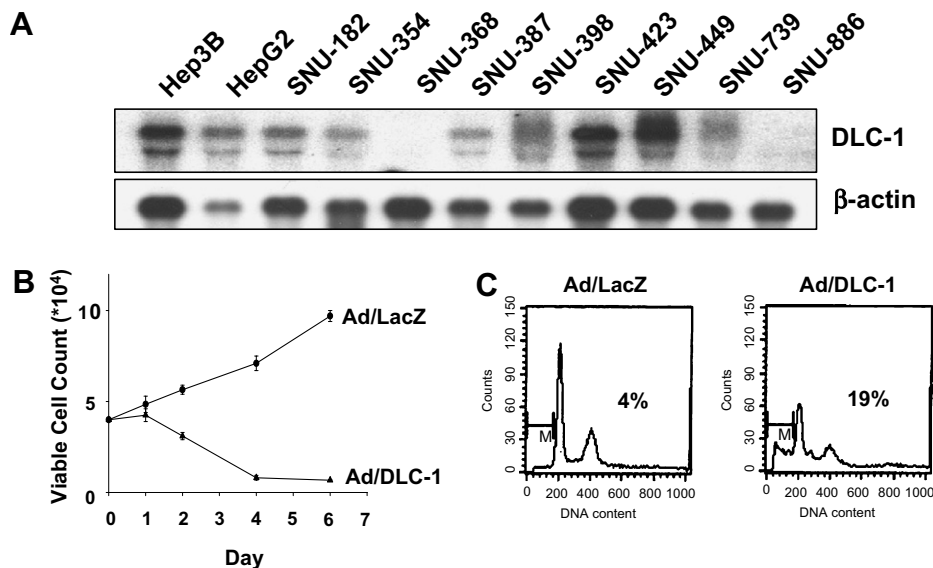 A
Hep3B HepG2 SNU-182 SNU-354 SNU-368 SNU-387 SNU-398 SNU-423 SNU-449 SNU-739 SNU-886
DLC-1
β-actin
B
Viable Cell Count (*10⁴)
10
5
0
0 1 2 4 6 7
Day
Ad/LacZ
Ad/DLC-1
C
Ad/LacZ
Counts
150
120
90
60
30
0
M
4%
0 200 400 600 800 1000
DNA content
Ad/DLC-1
Counts
150
120
90
60
30
0
M
19%
0 200 400 600 800 1000
DNA content